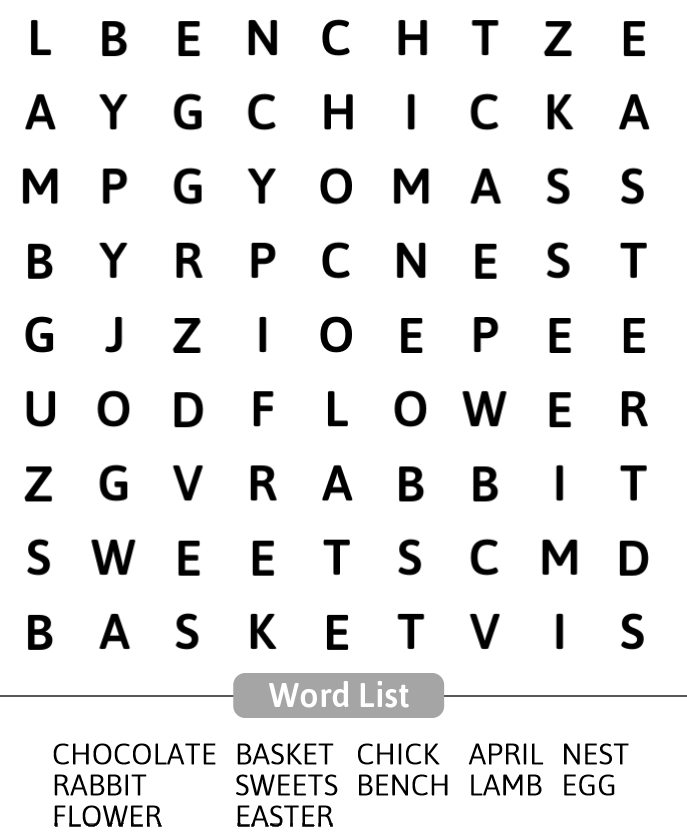 L B E N C H T Z E
A Y G C H I C K A
M P G Y O M A S S
B Y R P C N E S T
G J Z I O E P E E
U O D F L O W E R
Z G V R A B B I T
S W E E T S C M D
B A S K E T V I S
Word List
CHOCOLATE BASKET CHICK APRIL NEST
RABBIT SWEETS BENCH LAMB EGG
FLOWER EASTER